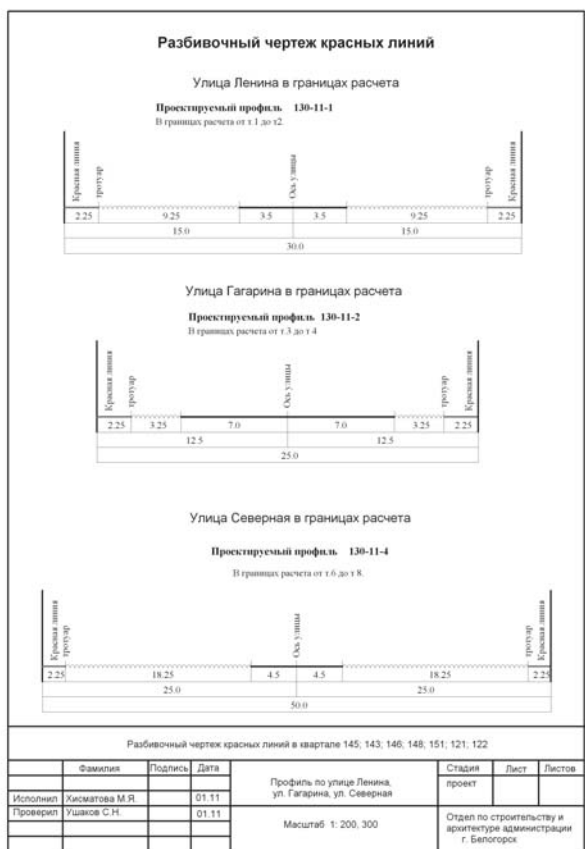 Разбивочный чертеж красных линий
Улица Ленина в границах расчета
Проектируемый профиль 130-11-1
В границах расчета от т.1 до т2.
Красная линия
тротуар
Ось улицы
тротуар
Красная линия
2.25 9.25 3.5 3.5 9.25 2.25
15.0 15.0
30.0
Улица Гагарина в границах расчета
Проектируемый профиль 130-11-2
В границах расчета от т.3 до т 4
Красная линия
тротуар
Ось улицы
тротуар
Красная линия
2.25 3.25 7.0 7.0 3.25 2.25
12.5 12.5
25.0
Улица Северная в границах расчета
Проектируемый профиль 130-11-4
В границах расчета от т.6 до т 8.
Красная линия
тротуар
Ось улицы
тротуар
Красная линия
2.25 18.25 4.5 4.5 18.25 2.25
25.0 25.0
50.0
Разбивочный чертеж красных линий в квартале 145; 143; 146; 148; 151; 121; 122
Фамилия Подпись Дата
Исполнил Хисматова М.Я. 01.11
Проверил Ушаков С.Н. 01.11
Профиль по улице Ленина,
ул. Гагарина, ул. Северная
Масштаб 1: 200, 300
Стадия Лист Листов
проект
Отдел по строительству и
архитектуре администрации
г. Белогорск